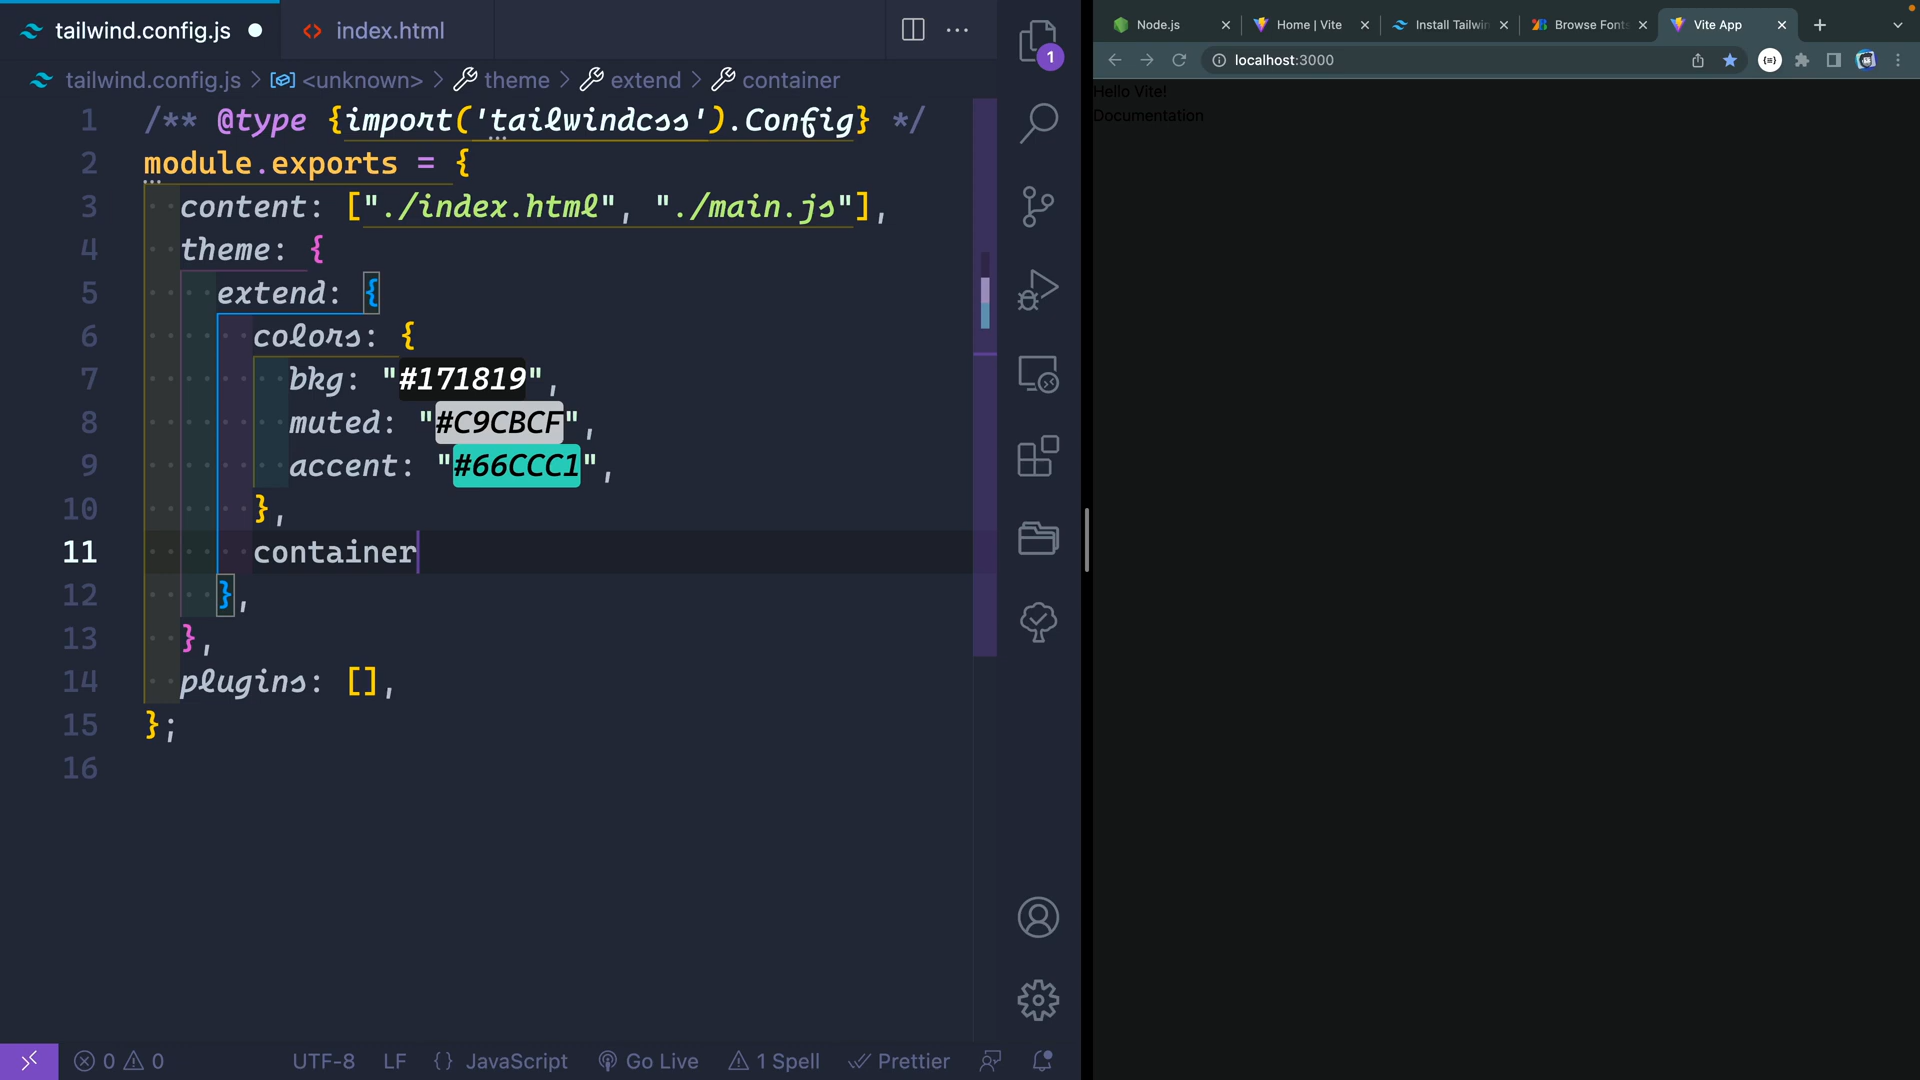 tailwind.config.js
index.html
tailwind.config.js > <unknown> > theme > extend > container
1 /** @type {import('tailwindcss').Config} */
2 module.exports = {
3 content: ["./index.html", "./main.js"],
4 theme: {
5 extend: {
6 colors: {
7 bkg: "#171819",
8 muted: "#C9CBCF",
9 accent: "#66CCC1",
10 },
11 container
12 },
13 },
14 plugins: [],
15 };
16
0 0 UTF-8 LF {} JavaScript Go Live 1 Spell Prettier
1
Node.js
Home | Vite
Install Tailwin
Browse Fonts
Vite App
localhost:3000
Hello Vite!
Documentation